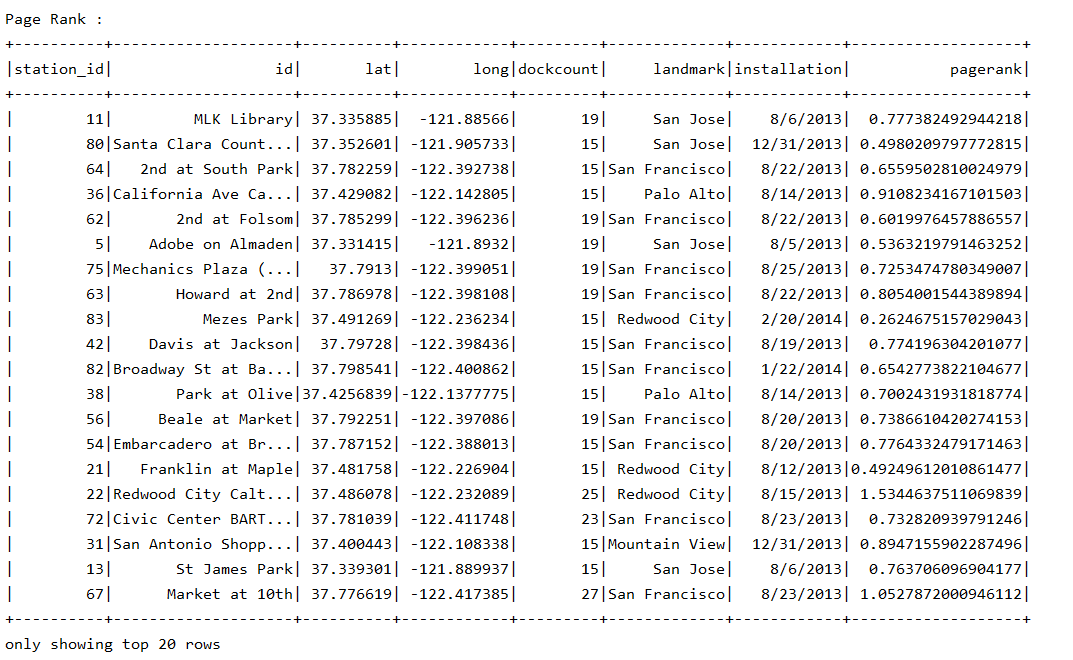 Page Rank :
+----------+--------------------+----------+------------+---------+-------------+------------+-------------------+
|station_id|                  id|       lat|        long|dockcount|     landmark|installation|           pagerank|
+----------+--------------------+----------+------------+---------+-------------+------------+-------------------+
|        11|         MLK Library| 37.335885|  -121.88566|       19|     San Jose|    8/6/2013|  0.777382492944218|
|        80|Santa Clara Count...| 37.352601| -121.905733|       15|     San Jose|  12/31/2013| 0.4980209797772815|
|        64|   2nd at South Park| 37.782259| -122.392738|       15|San Francisco|   8/22/2013| 0.6559502810024979|
|        36|California Ave Ca...| 37.429082| -122.142805|       15|    Palo Alto|   8/14/2013| 0.9108234167101503|
|        62|       2nd at Folsom| 37.785299| -122.396236|       19|San Francisco|   8/22/2013| 0.6019976457886557|
|         5|    Adobe on Almaden| 37.331415|   -121.8932|       19|     San Jose|    8/5/2013| 0.5363219791463252|
|        75|Mechanics Plaza (...|   37.7913| -122.399051|       19|San Francisco|   8/25/2013| 0.7253474780349007|
|        63|       Howard at 2nd| 37.786978| -122.398108|       19|San Francisco|   8/22/2013| 0.8054001544389894|
|        83|          Mezes Park| 37.491269| -122.236234|       15| Redwood City|   2/20/2014| 0.2624675157029043|
|        42|    Davis at Jackson|  37.79728| -122.398436|       15|San Francisco|   8/19/2013|  0.774196304201077|
|        82|Broadway St at Ba...| 37.798541| -122.400862|       15|San Francisco|   1/22/2014| 0.6542773822104677|
|        38|       Park at Olive|37.4256839|-122.1377775|       15|    Palo Alto|   8/14/2013| 0.7002431931818774|
|        56|     Beale at Market| 37.792251| -122.397086|       19|San Francisco|   8/20/2013| 0.7386610420274153|
|        54|Embarcadero at Br...| 37.787152| -122.388013|       15|San Francisco|   8/20/2013| 0.7764332479171463|
|        21|   Franklin at Maple| 37.481758| -122.226904|       15| Redwood City|   8/12/2013|0.49249612010861477|
|        22|Redwood City Calt...| 37.486078| -122.232089|       25| Redwood City|   8/15/2013| 1.5344637511069839|
|        72|Civic Center BART...| 37.781039| -122.411748|       23|San Francisco|   8/23/2013|  0.732820939791246|
|        31|San Antonio Shopp...| 37.400443| -122.108338|       15|Mountain View|  12/31/2013| 0.8947155902287496|
|        13|       St James Park| 37.339301| -121.889937|       15|     San Jose|    8/6/2013|  0.763706096904177|
|        67|      Market at 10th| 37.776619| -122.417385|       27|San Francisco|   8/23/2013| 1.0527872000946112|
+----------+--------------------+----------+------------+---------+-------------+------------+-------------------+
only showing top 20 rows